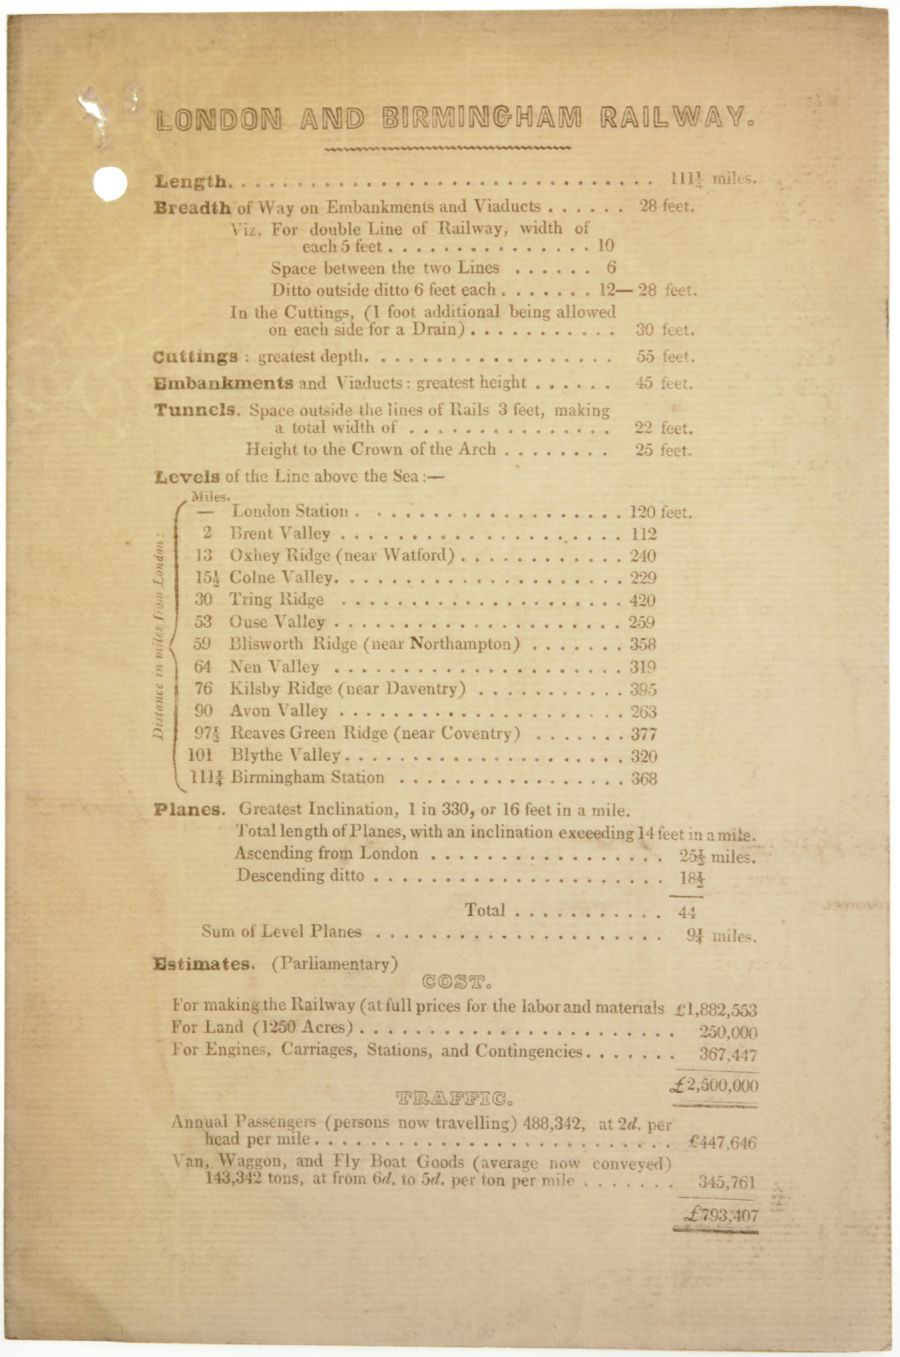 LONDON AND BIRMINGHAM RAILWAY.
Length. . . . . . . . . . . . . . . . . . . . . . . . . . . . . . . 111¼ miles.
Breadth of Way on Embankments and Viaducts . . . . . . 28 feet.
Viz. For double Line of Railway, width of
each 5 feet . . . . . . . . . . . . . . . 10
Space between the two Lines . . . . . . 6
Ditto outside ditto 6 feet each . . . . . . . 12— 28 feet.
In the Cuttings, (1 foot additional being allowed
on each side for a Drain) . . . . . . . . . . . 30 feet.
Cuttings : greatest depth. . . . . . . . . . . . . . . . . . 55 feet.
Embankments and Viaducts : greatest height . . . . . . 45 feet.
Tunnels. Space outside the lines of Rails 3 feet, making
a total width of . . . . . . . . . . . . . . . 22 feet.
Height to the Crown of the Arch . . . . . . . . 25 feet.
Levels of the Line above the Sea :—
Miles.
Distance in miles from London :
— London Station . . . . . . . . . . . . . . . . . . . 120 feet.
2 Brent Valley . . . . . . . . . . . . . . . . . . . . 112
13 Oxhey Ridge (near Watford) . . . . . . . . . . . . 240
15½ Colne Valley. . . . . . . . . . . . . . . . . . . . . 229
30 Tring Ridge . . . . . . . . . . . . . . . . . . . . 420
53 Ouse Valley . . . . . . . . . . . . . . . . . . . . 259
59 Blisworth Ridge (near Northampton) . . . . . . . 358
64 Nen Valley . . . . . . . . . . . . . . . . . . . . 319
76 Kilsby Ridge (near Daventry) . . . . . . . . . . . 395
90 Avon Valley . . . . . . . . . . . . . . . . . . . . 263
97½ Reaves Green Ridge (near Coventry) . . . . . . . 377
101 Blythe Valley. . . . . . . . . . . . . . . . . . . . 320
111¼ Birmingham Station . . . . . . . . . . . . . . . . 368
Planes. Greatest Inclination, 1 in 330, or 16 feet in a mile.
Total length of Planes, with an inclination exceeding 14 feet in a mile.
Ascending from London . . . . . . . . . . . . . . . . . 25½ miles.
Descending ditto . . . . . . . . . . . . . . . . . . . . . 18½
Total . . . . . . . . . . . 44
Sum of Level Planes . . . . . . . . . . . . . . . . . . . . . 9¾ miles.
Estimates. (Parliamentary)
COST.
For making the Railway (at full prices for the labor and materials £1,882,553
For Land (1250 Acres) . . . . . . . . . . . . . . . . . . . . . . . 250,000
For Engines, Carriages, Stations, and Contingencies. . . . . . . 367,447
£2,500,000
TRAFFIC.
Annual Passengers (persons now travelling) 488,342, at 2d. per
head per mile . . . . . . . . . . . . . . . . . . . . . . . . . . £447,646
Van, Waggon, and Fly Boat Goods (average now conveyed)
143,342 tons, at from 6d. to 5d. per ton per mile . . . . . . . 345,761
£793,407